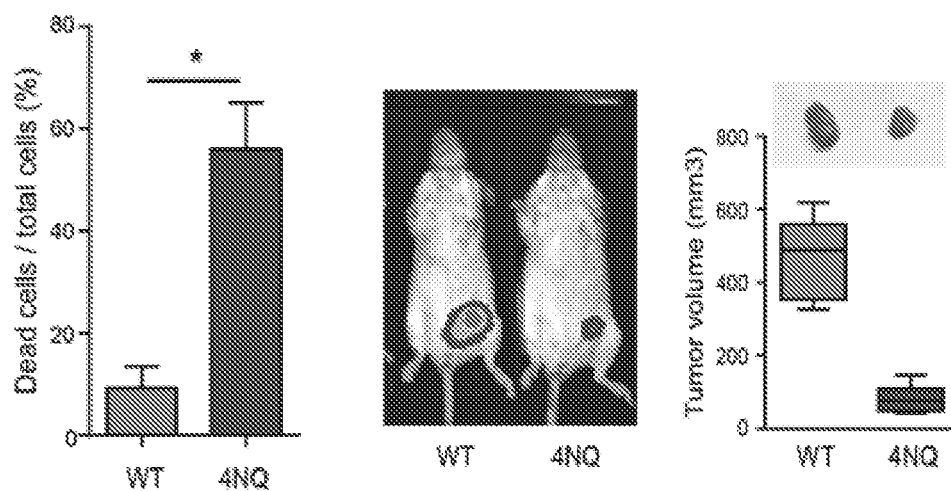 Dead cells / total cells (%)
80
60
40
20
0
*
WT
4NQ
WT
4NQ
Tumor volume (mm3)
800
600
400
200
0
WT
4NQ